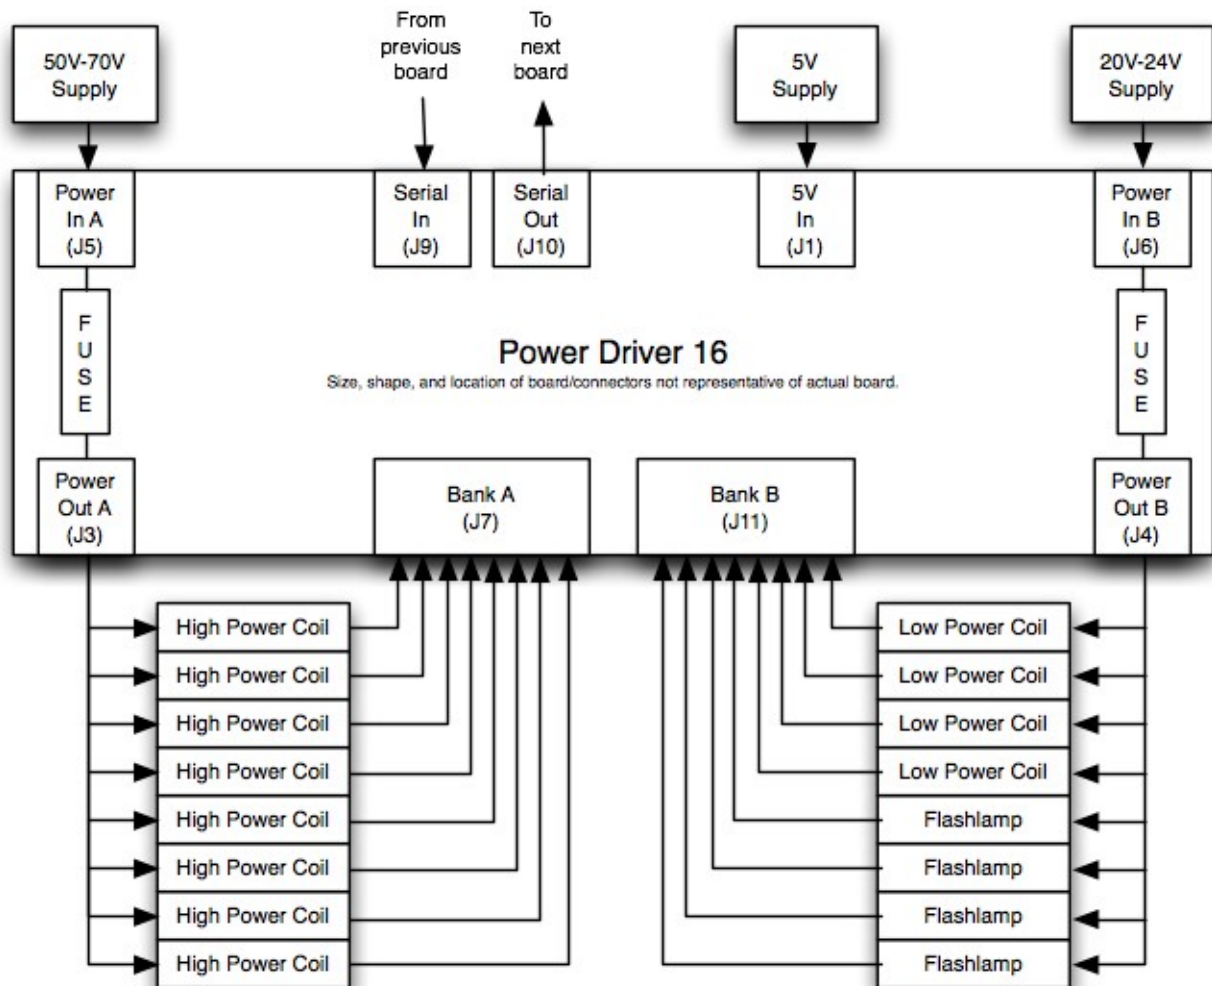 From
previous
board
To
next
board
50V-70V
Supply
5V
Supply
20V-24V
Supply
Power
In A
(J5)
Serial
In
(J9)
Serial
Out
(J10)
5V
In
(J1)
Power
In B
(J6)
F
U
S
E
F
U
S
E
Power Driver 16
Size, shape, and location of board/connectors not representative of actual board.
Power
Out A
(J3)
Bank A
(J7)
Bank B
(J11)
Power
Out B
(J4)
High Power Coil
High Power Coil
High Power Coil
High Power Coil
High Power Coil
High Power Coil
High Power Coil
High Power Coil
Low Power Coil
Low Power Coil
Low Power Coil
Low Power Coil
Flashlamp
Flashlamp
Flashlamp
Flashlamp